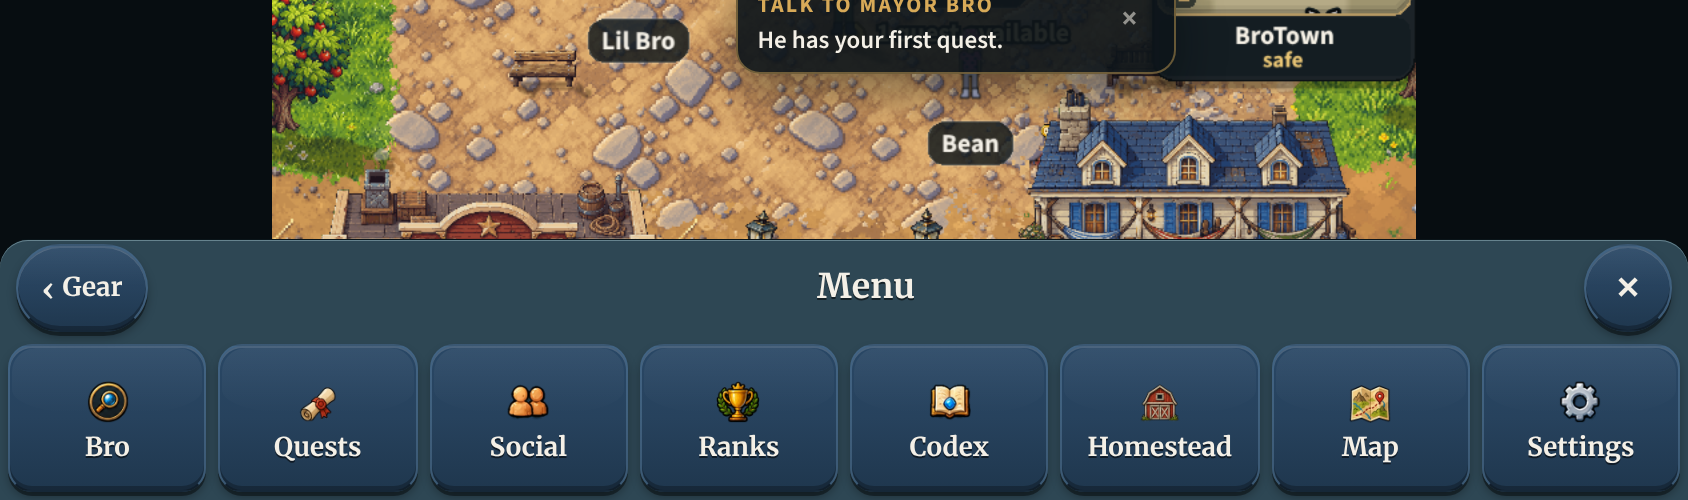 TALK TO MAYOR BRO
He has your first quest.
×
Lil Bro
BroTown
safe
Bean
‹ Gear
Menu
×
Bro
Quests
Social
Ranks
Codex
Homestead
Map
Settings